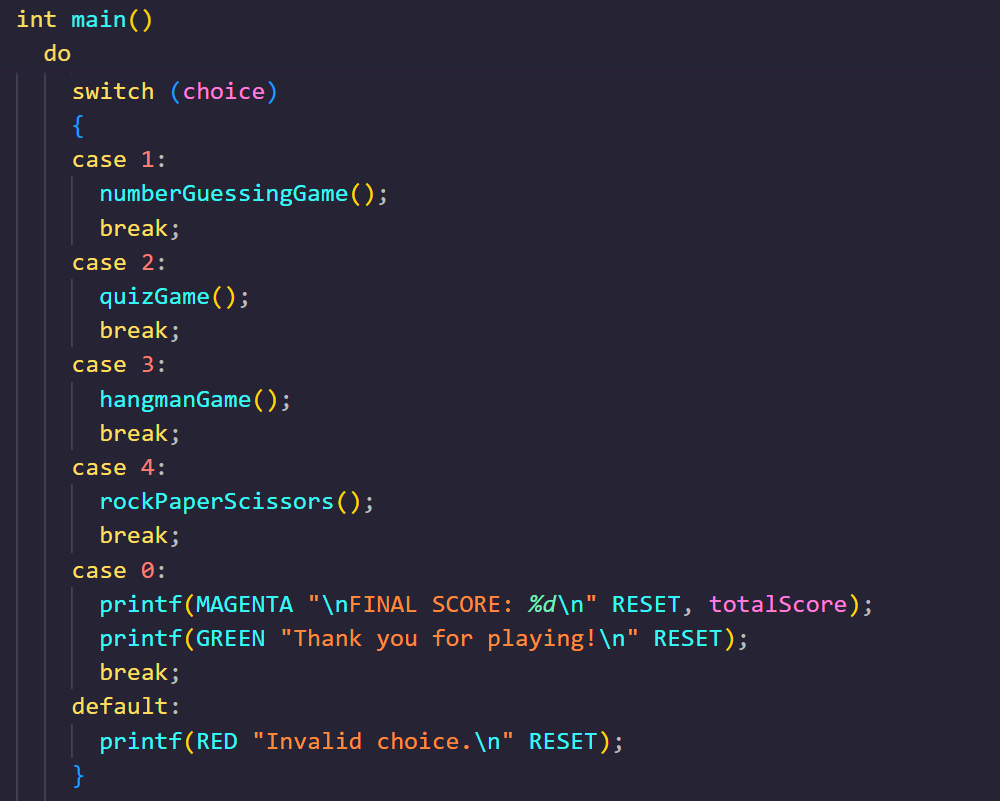 int main()
  do
    switch (choice)
    {
    case 1:
      numberGuessingGame();
      break;
    case 2:
      quizGame();
      break;
    case 3:
      hangmanGame();
      break;
    case 4:
      rockPaperScissors();
      break;
    case 0:
      printf(MAGENTA "\nFINAL SCORE: %d\n" RESET, totalScore);
      printf(GREEN "Thank you for playing!\n" RESET);
      break;
    default:
      printf(RED "Invalid choice.\n" RESET);
    }